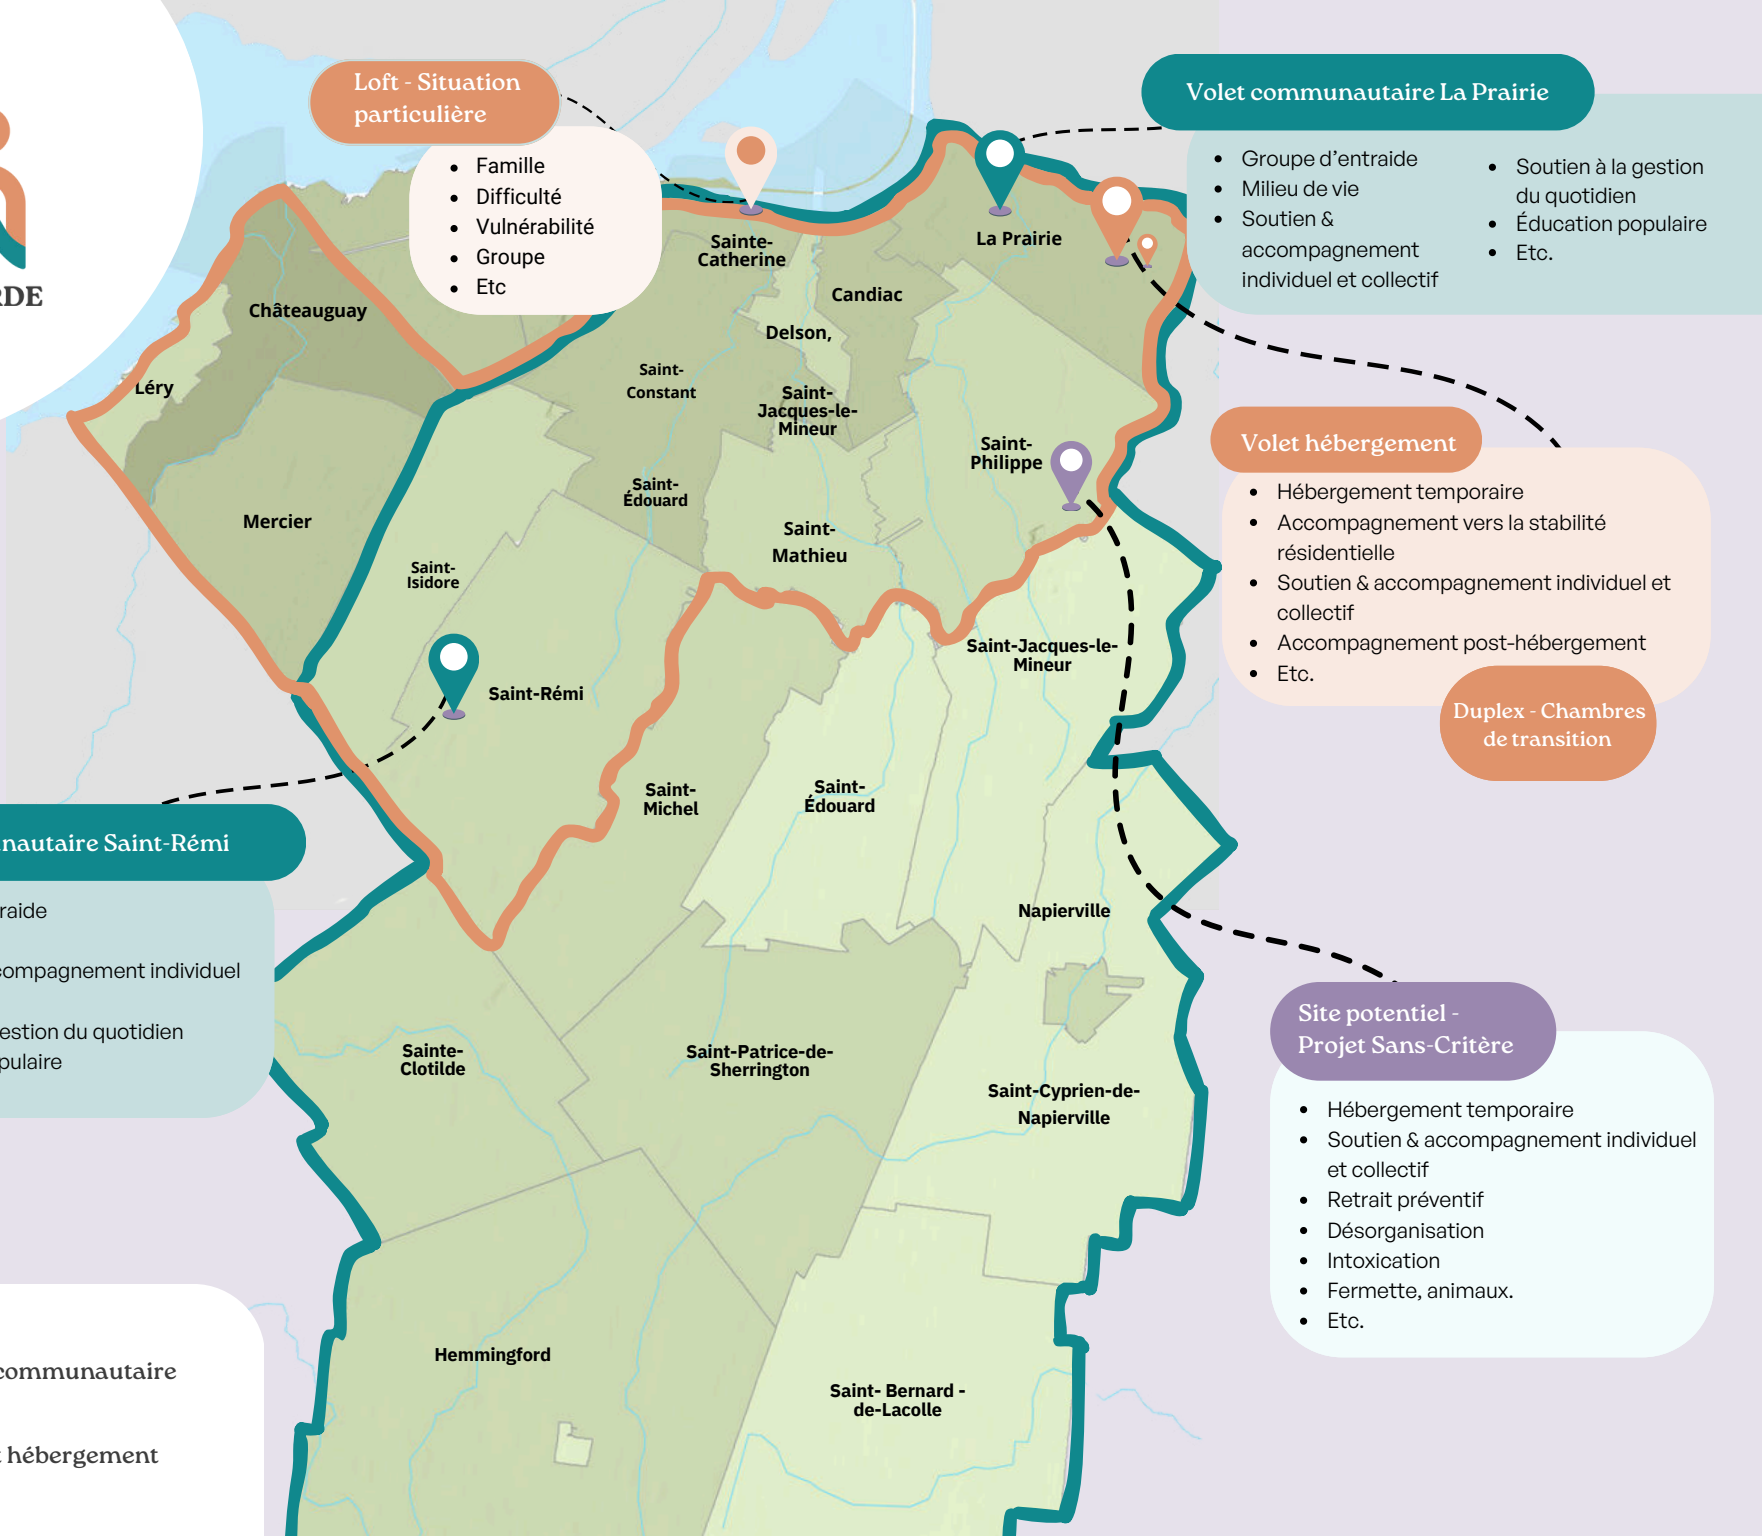 RDE
Loft - Situation
particulière
Famille
Difficulté
Vulnérabilité
Groupe
Etc
Volet communautaire La Prairie
Groupe d'entraide
Milieu de vie
Soutien &
accompagnement
individuel et collectif
Soutien à la gestion
du quotidien
Éducation populaire
Etc.
Volet hébergement
Hébergement temporaire
Accompagnement vers la stabilité
résidentielle
Soutien & accompagnement individuel et
collectif
Accompagnement post-hébergement
Etc.
Duplex - Chambres
de transition
Site potentiel -
Projet Sans-Critère
Hébergement temporaire
Soutien & accompagnement individuel
et collectif
Retrait préventif
Désorganisation
Intoxication
Fermette, animaux.
Etc.
Sainte-
Catherine
La Prairie
Candiac
Châteauguay
Delson,
Léry
Saint-
Constant
Saint-
Jacques-le-
Mineur
Saint-
Philippe
Saint-
Édouard
Mercier
Saint-
Mathieu
Saint-
Isidore
Saint-Jacques-le-
Mineur
Saint-Rémi
Saint-
Michel
Saint-
Édouard
Napierville
Sainte-
Clotilde
Saint-Patrice-de-
Sherrington
Saint-Cyprien-de-
Napierville
Hemmingford
Saint- Bernard -
de-Lacolle
nautaire Saint-Rémi
raide
compagnement individuel
estion du quotidien
pulaire
communautaire
t hébergement